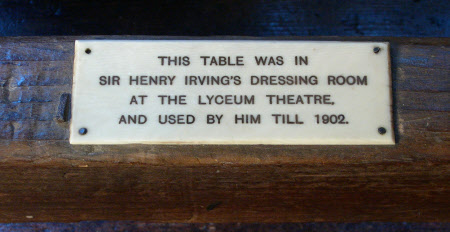 THIS TABLE WAS IN
SIR HENRY IRVING'S DRESSING ROOM
AT THE LYCEUM THEATRE,
AND USED BY HIM TILL 1902.